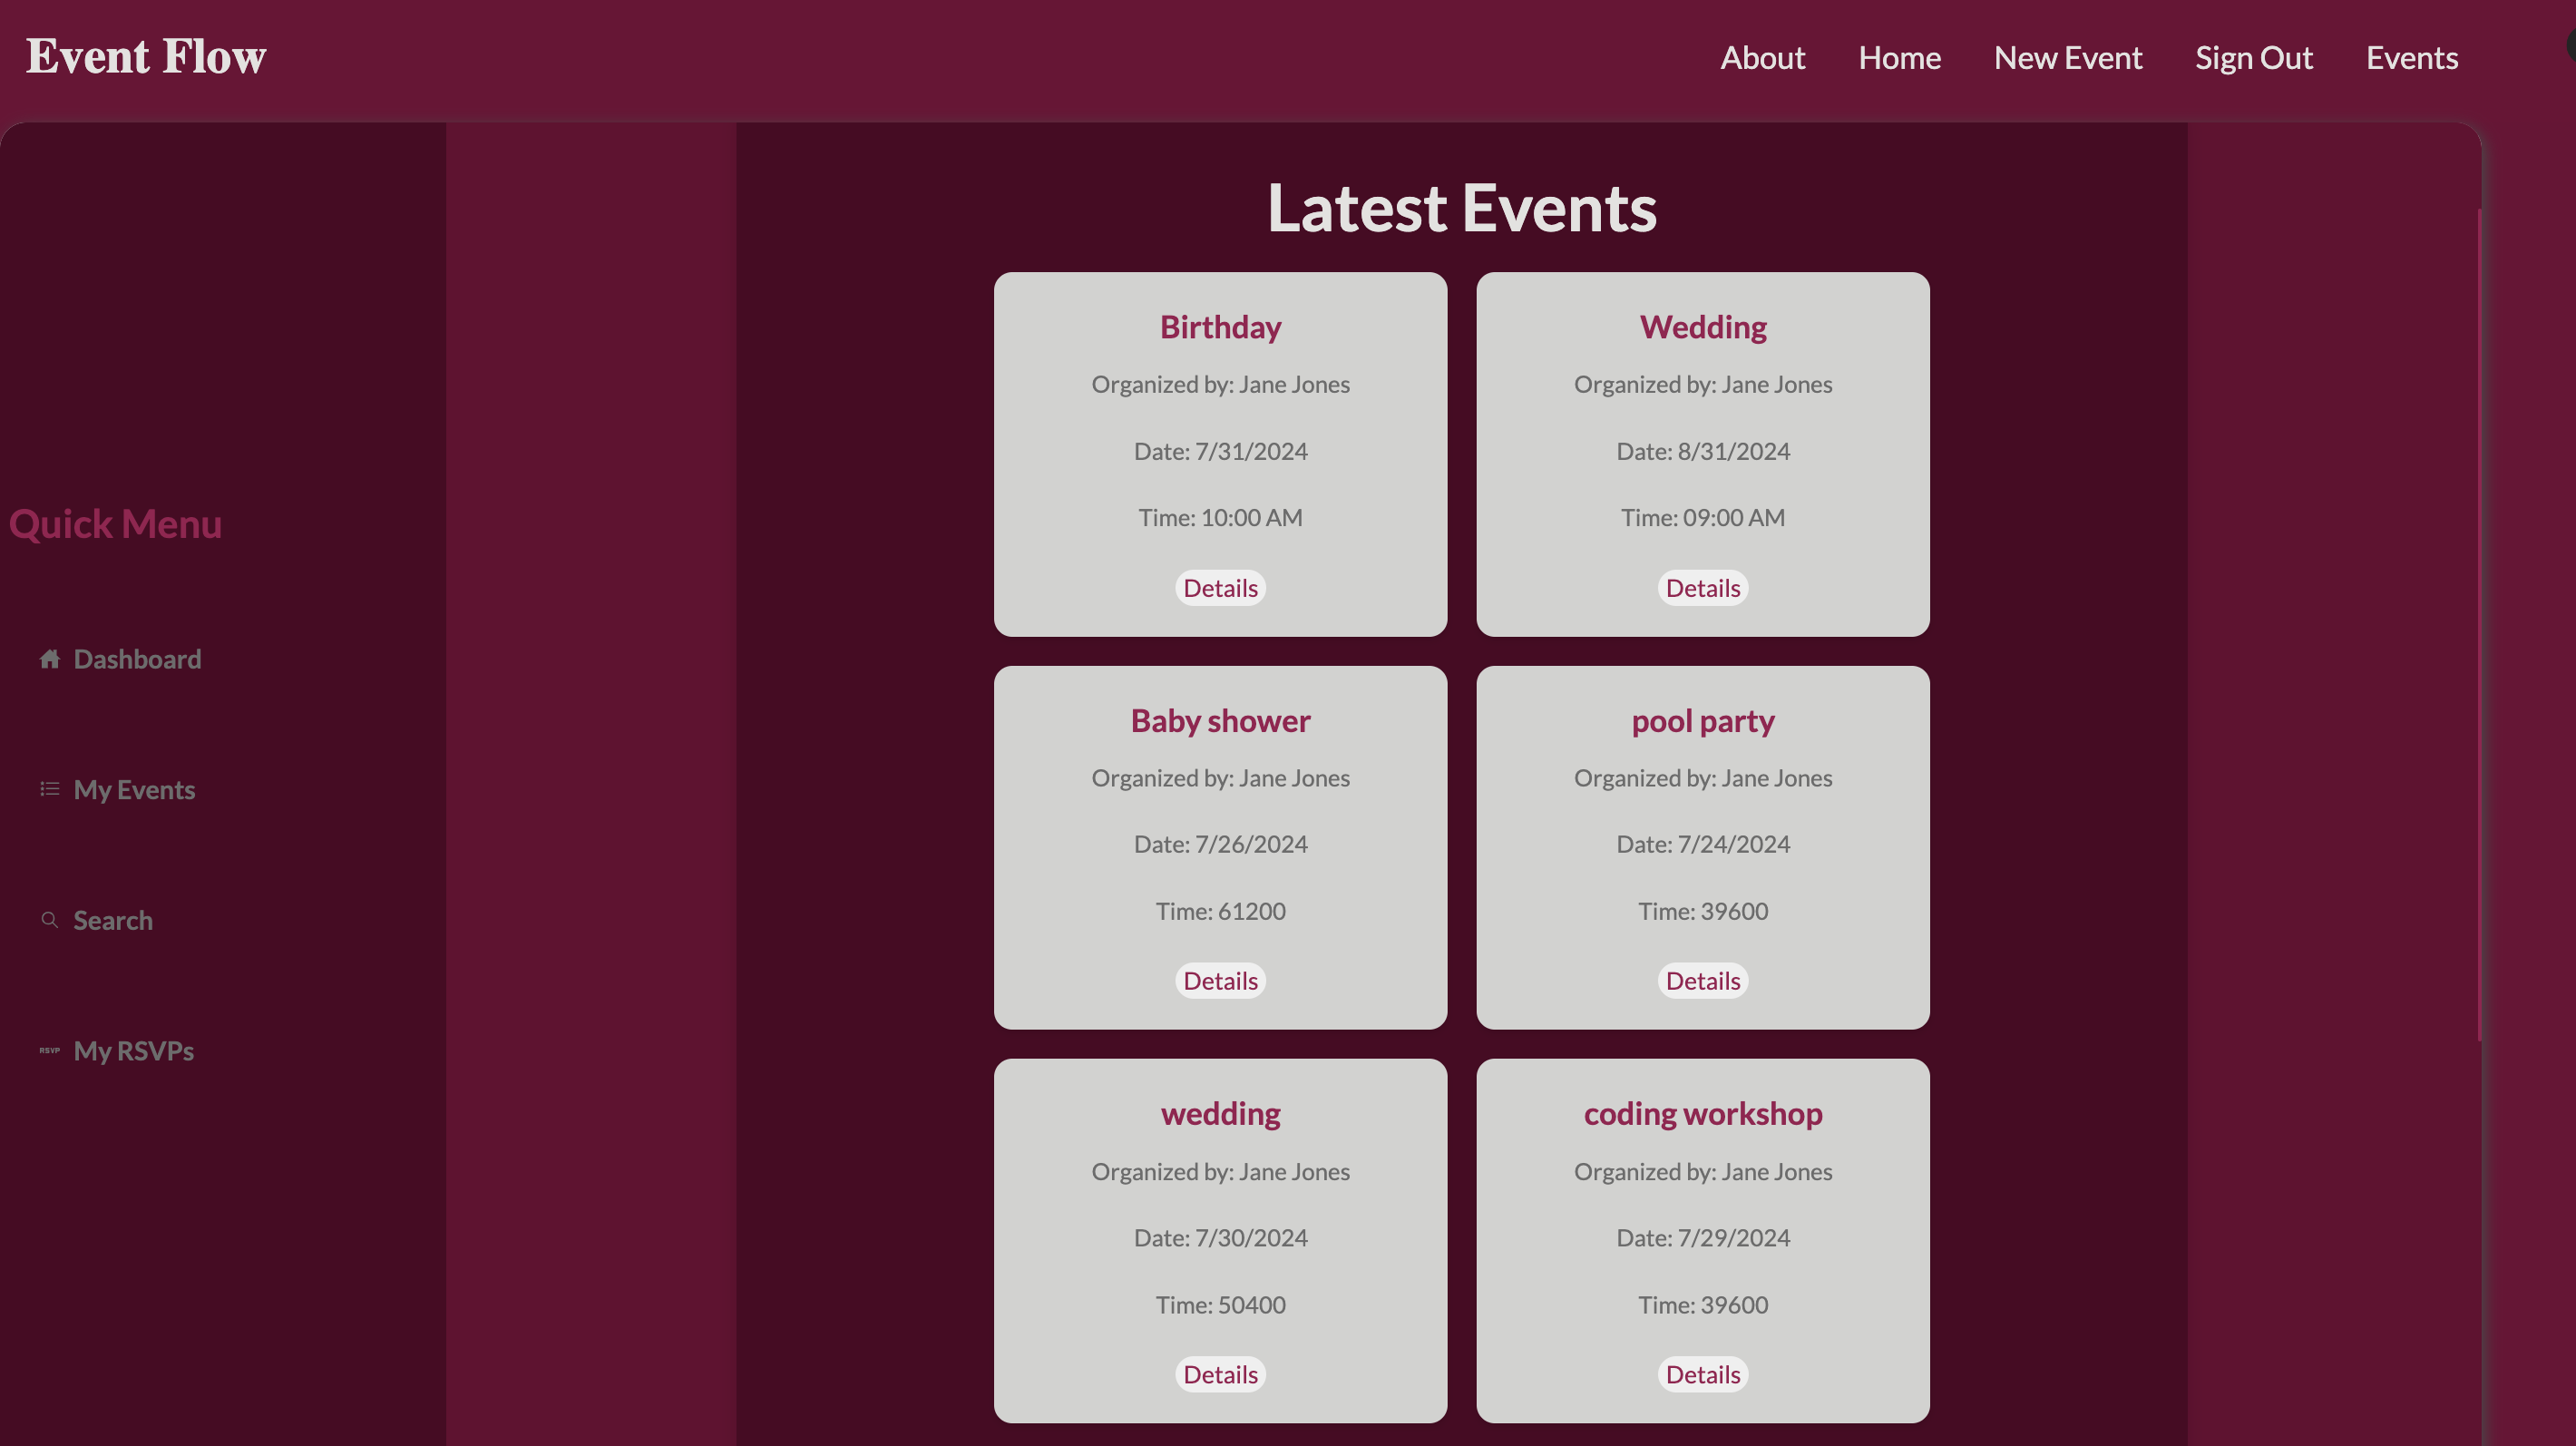 Event Flow
About
Home
New Event
Sign Out
Events
Quick Menu
Dashboard
My Events
Search
RSVP My RSVPs
Latest Events
Birthday
Organized by: Jane Jones
Date: 7/31/2024
Time: 10:00 AM
Details
Wedding
Organized by: Jane Jones
Date: 8/31/2024
Time: 09:00 AM
Details
Baby shower
Organized by: Jane Jones
Date: 7/26/2024
Time: 61200
Details
pool party
Organized by: Jane Jones
Date: 7/24/2024
Time: 39600
Details
wedding
Organized by: Jane Jones
Date: 7/30/2024
Time: 50400
Details
coding workshop
Organized by: Jane Jones
Date: 7/29/2024
Time: 39600
Details